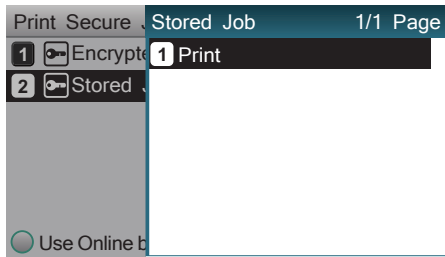 Print Secure J
1 Encrypte
2 Stored J
Use Online b
Stored Job 1/1 Page
1 Print